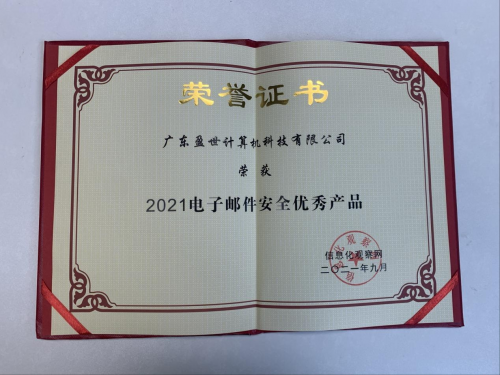 荣誉证书
广东盈世计算机科技有限公司
荣获
2021电子邮件安全优秀产品
信息化观察网
二〇二一年九月